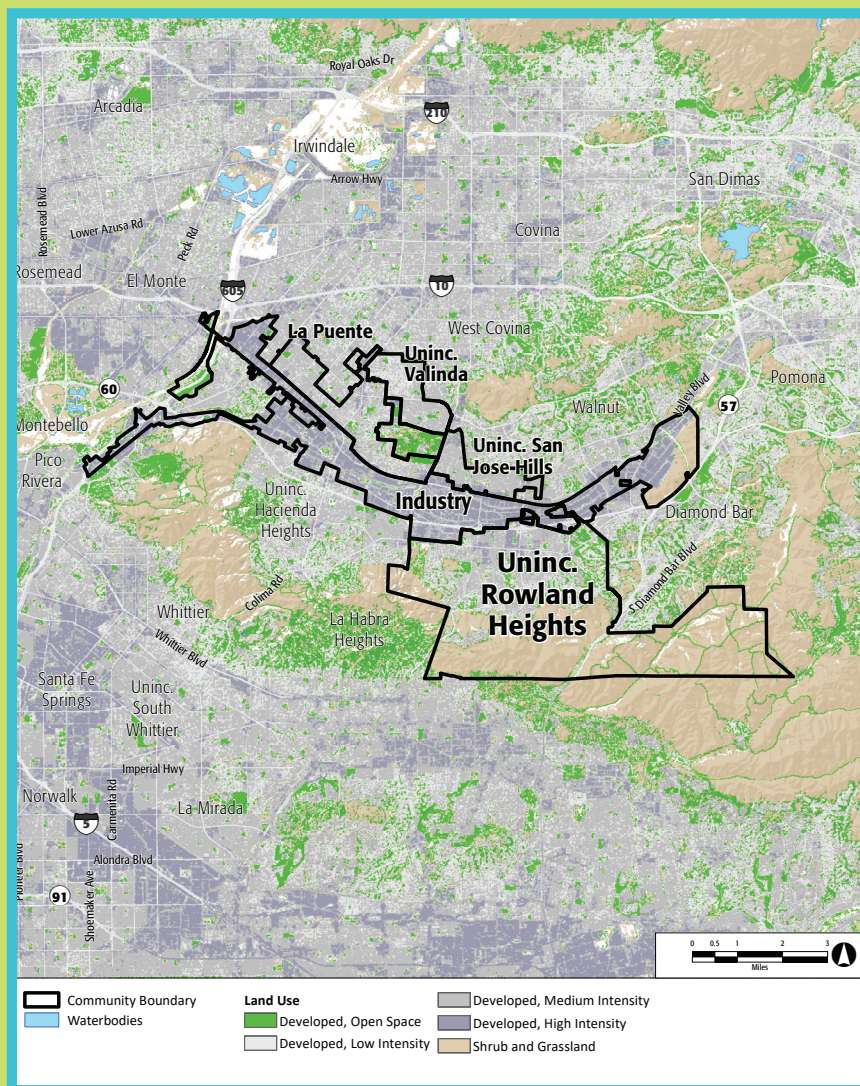 Royal Oaks Dr
Arcadia
210
Irwindale
Arrow Hwy
San Dimas
Rosemead Blvd
Lower Azusa Rd
Peck Rd
Covina
Rosemead
El Monte
605
10
La Puente
West Covina
Uninc.
Valinda
60
Valley Blvd
Pomona
57
Walnut
Montebello
Pico
Rivera
Uninc. San
Jose-Hills
Uninc.
Hacienda
Heights
Industry
Diamond Bar
Uninc.
Rowland
Heights
S Diamond Bar Blvd
Colima Rd
Whittier
La Habra
Heights
Whittier Blvd
Santa Fe
Springs
Uninc.
South
Whittier
Imperial Hwy
Norwalk
Carmenita Rd
La Mirada
5
Alondra Blvd
Pioneer Blvd
91
Shoemaker Ave
0 0.5 1 2 3
Miles
Community Boundary
Waterbodies
Land Use
Developed, Open Space
Developed, Low Intensity
Developed, Medium Intensity
Developed, High Intensity
Shrub and Grassland